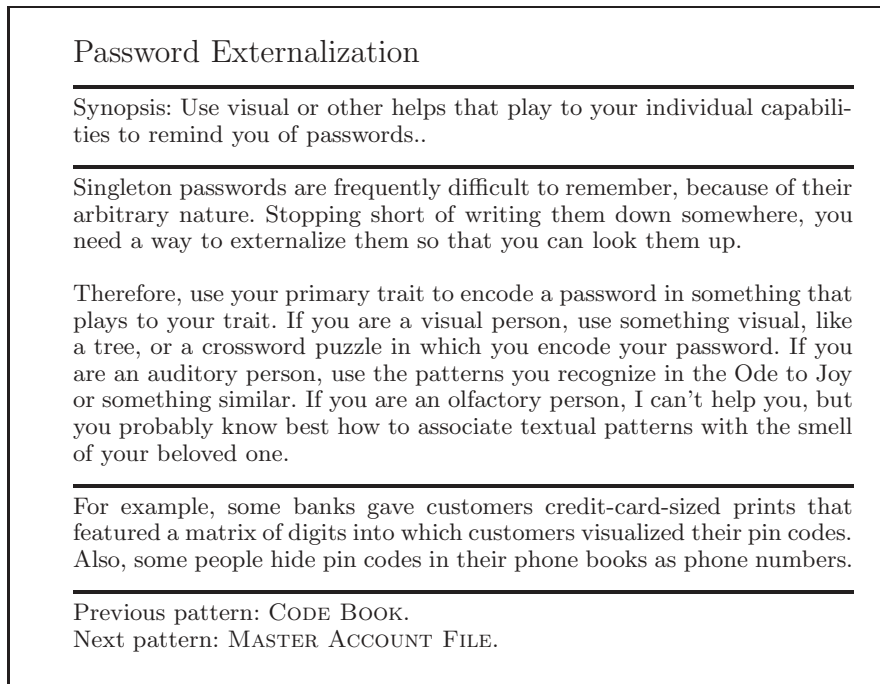 Password Externalization
Synopsis: Use visual or other helps that play to your individual capabili-
ties to remind you of passwords..
Singleton passwords are frequently difficult to remember, because of their
arbitrary nature. Stopping short of writing them down somewhere, you
need a way to externalize them so that you can look them up.
Therefore, use your primary trait to encode a password in something that
plays to your trait. If you are a visual person, use something visual, like
a tree, or a crossword puzzle in which you encode your password. If you
are an auditory person, use the patterns you recognize in the Ode to Joy
or something similar. If you are an olfactory person, I can't help you, but
you probably know best how to associate textual patterns with the smell
of your beloved one.
For example, some banks gave customers credit-card-sized prints that
featured a matrix of digits into which customers visualized their pin codes.
Also, some people hide pin codes in their phone books as phone numbers.
Previous pattern: CODE BOOK.
Next pattern: MASTER ACCOUNT FILE.